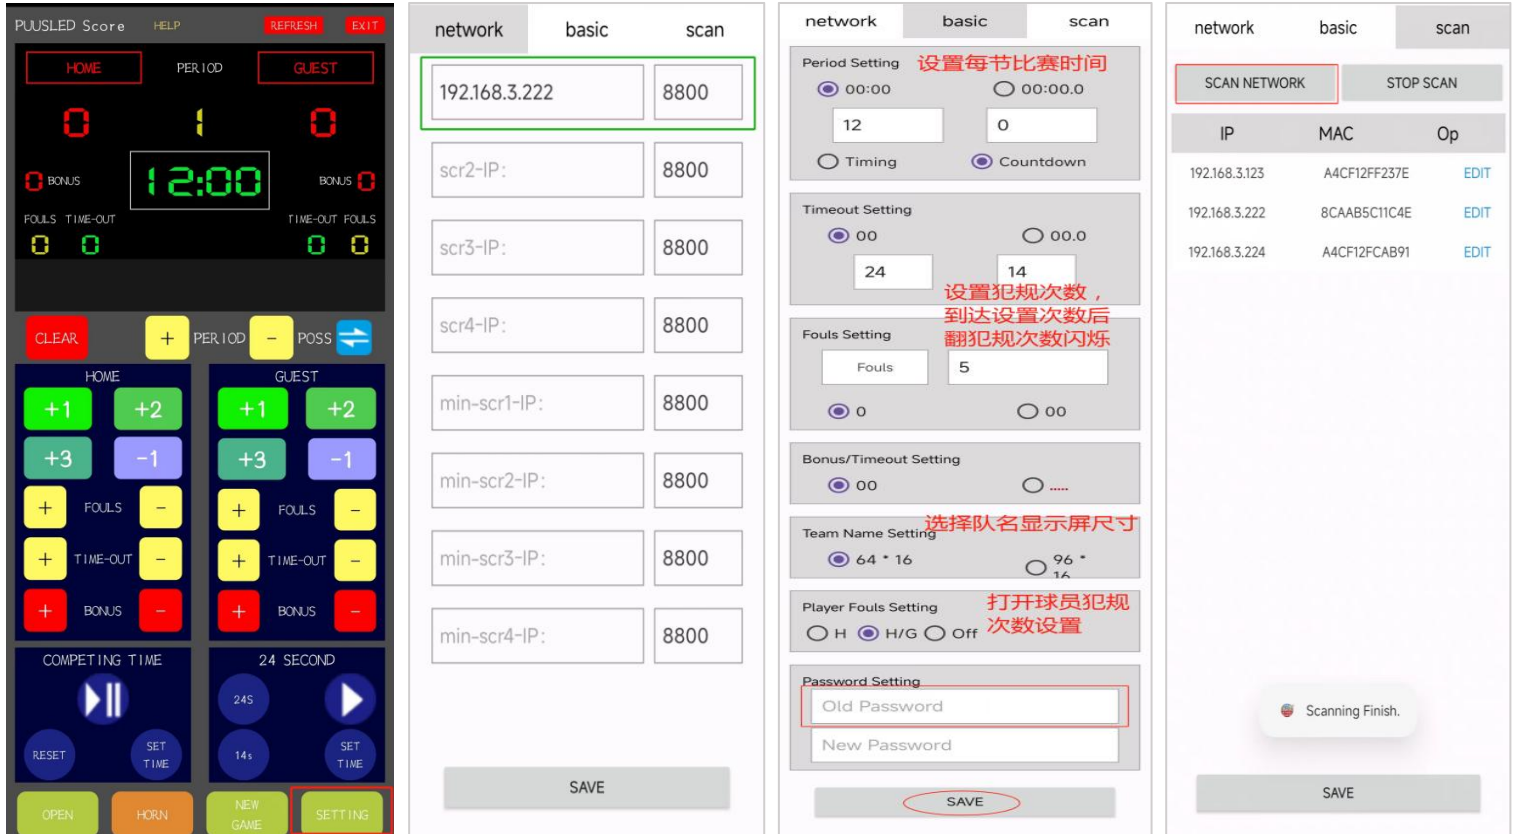 PUUSLED Score HELP REFRESH EXIT
HOME PERIOD GUEST
0 1 0
0 BONUS 12:00 BONUS 0
FOULS TIME-OUT TIME-OUT FOULS
0 0 0 0
CLEAR + PERIOD - POSS
HOME GUEST
+1 +2 +1 +2
+3 -1 +3 -1
+ FOULS - + FOULS -
+ TIME-OUT - + TIME-OUT -
+ BONUS - + BONUS -
COMPETING TIME 24 SECOND
24S
RESET SET TIME 14s SET TIME
OPEN HORN NEW GAME SETTING
network basic scan
192.168.3.222 8800
scr2-IP: 8800
scr3-IP: 8800
scr4-IP: 8800
min-scr1-IP: 8800
min-scr2-IP: 8800
min-scr3-IP: 8800
min-scr4-IP: 8800
SAVE
network basic scan
Period Setting 设置每节比赛时间
00:00 00:00.0
12 0
Timing Countdown
Timeout Setting
00 00.0
24 14
设置犯规次数，
到达设置次数后
翻犯规次数闪烁
Fouls Setting
Fouls 5
0 00
Bonus/Timeout Setting
00 .....
选择队名显示屏尺寸
Team Name Setting
64 * 16 96 *
16
Player Fouls Setting 打开球员犯规
次数设置
H H/G Off
Password Setting
Old Password
New Password
SAVE
network basic scan
SCAN NETWORK STOP SCAN
IP MAC Op
192.168.3.123 A4CF12FF237E EDIT
192.168.3.222 8CAAB5C11C4E EDIT
192.168.3.224 A4CF12FCAB91 EDIT
Scanning Finish.
SAVE